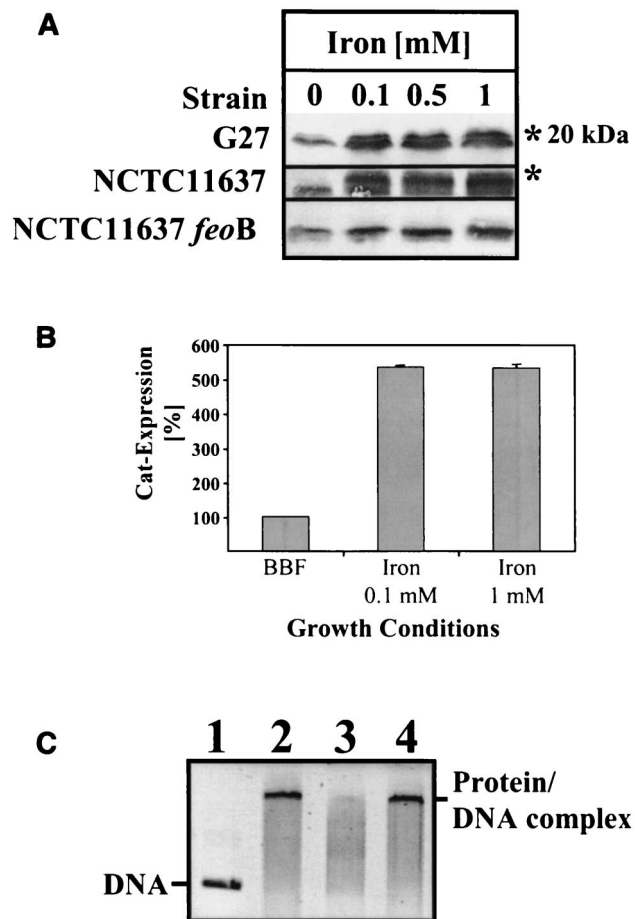 A
Iron [mM]
Strain 0 0.1 0.5 1
G27 * 20 kDa
NCTC11637 *
NCTC11637 feoB
B
600
500
400
300
200
100
Cat-Expression
[%]
BBF Iron Iron
0.1 mM 1 mM
Growth Conditions
C
1 2 3 4
Protein/
DNA complex
DNA